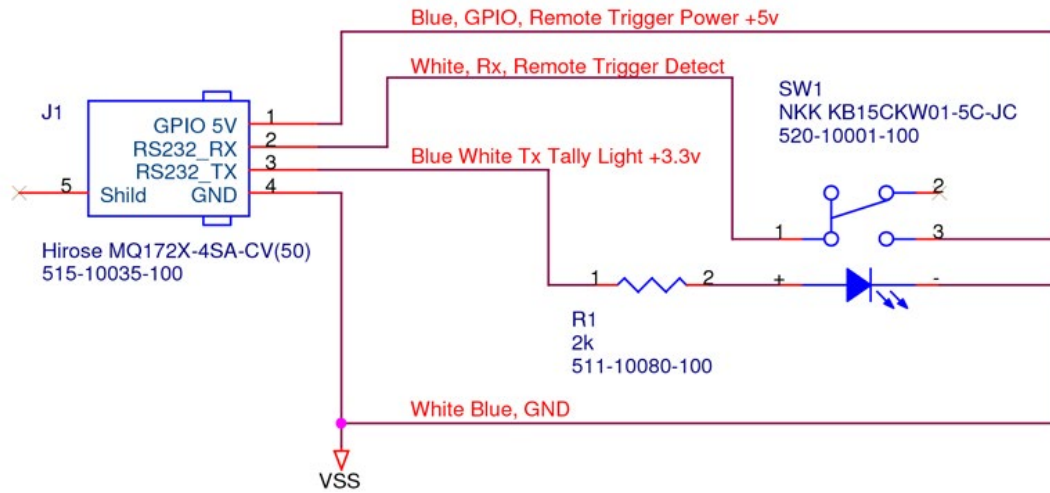 Blue, GPIO, Remote Trigger Power +5v
White, Rx, Remote Trigger Detect
J1
GPIO 5V 1
RS232_RX 2
RS232_TX 3
5 Shild GND 4
Blue White Tx Tally Light +3.3v
SW1
NKK KB15CKW01-5C-JC
520-10001-100
2
1 3
Hirose MQ172X-4SA-CV(50)
515-10035-100
1 2 + -
R1
2k
511-10080-100
White Blue, GND
VSS